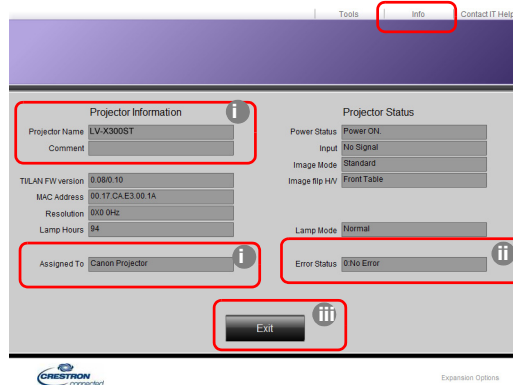 Tools Info Contact IT Help
Projector Information
i
Projector Name LV-X300ST
Comment
TI/LAN FW version 0.08/0.10
MAC Address 00.17.CA.E3.00.1A
Resolution 0X0 0Hz
Lamp Hours 94
Assigned To Canon Projector
i
Projector Status
Power Status Power ON.
Input No Signal
Image Mode Standard
Image flip H/V Front Table
Lamp Mode Normal
Error Status 0:No Error
ii
Exit
iii
CRESTRON
connected
Expansion Options